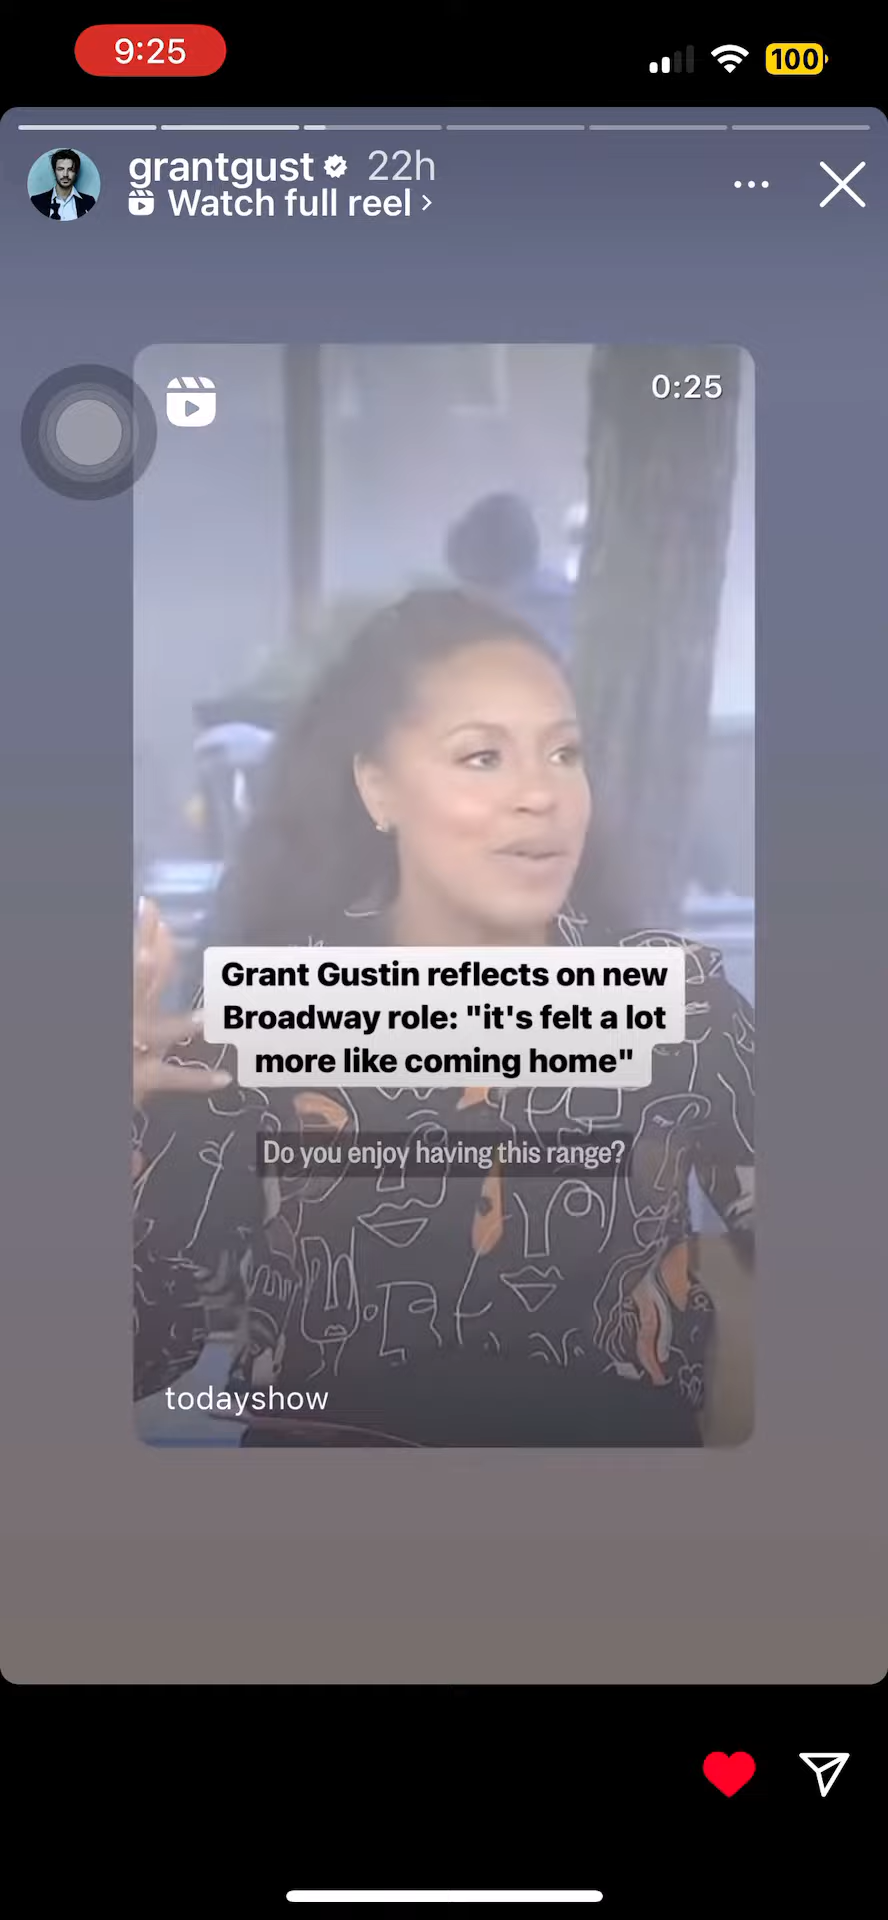 9:25
100
grantgust 22h
Watch full reel
0:25
Grant Gustin reflects on new
Broadway role: "it's felt a lot
more like coming home"
Do you enjoy having this range?
todayshow